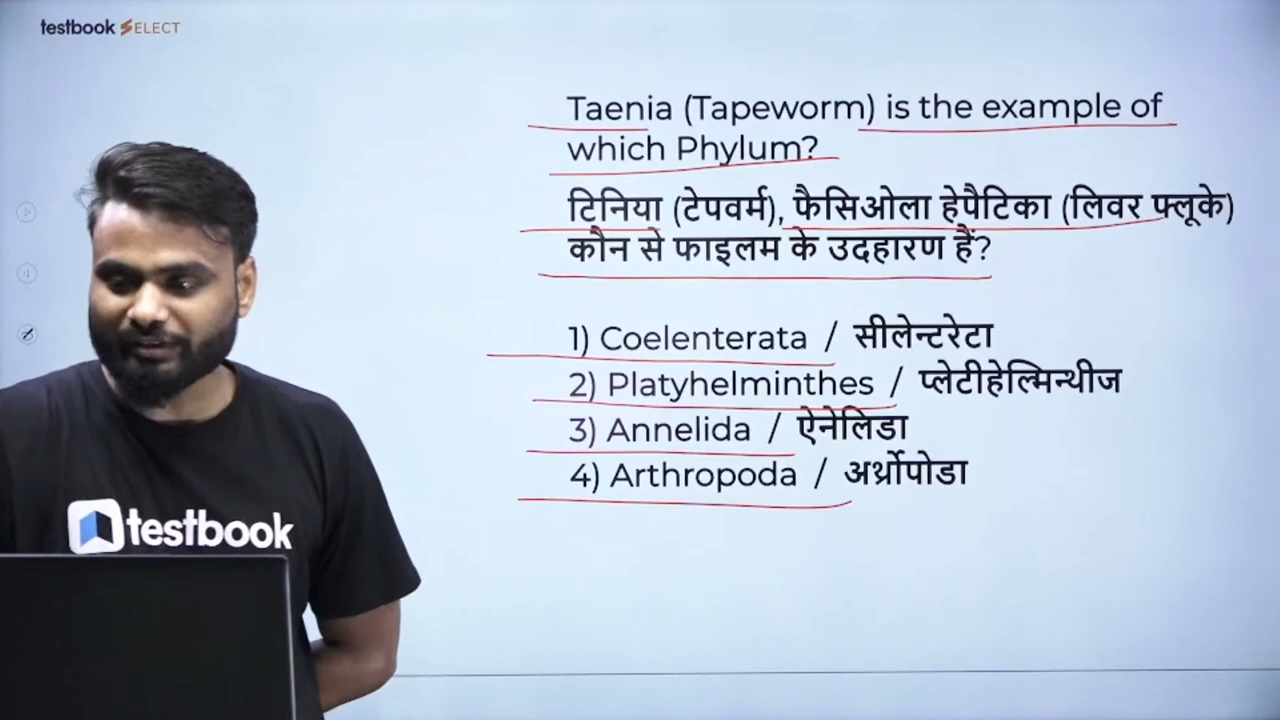 testbook SELECT
Taenia (Tapeworm) is the example of
which Phylum?
टिनिया (टेपवर्म), फैसिओला हेपैटिका (लिवर फ्लूके)
कौन से फाइलम के उदहारण हैं?
1) Coelenterata / सीलेन्टरेटा
2) Platyhelminthes / प्लेटीहेल्मिन्थीज
3) Annelida / ऐनेलिडा
4) Arthropoda / अर्थ्रोपोडा
testbook